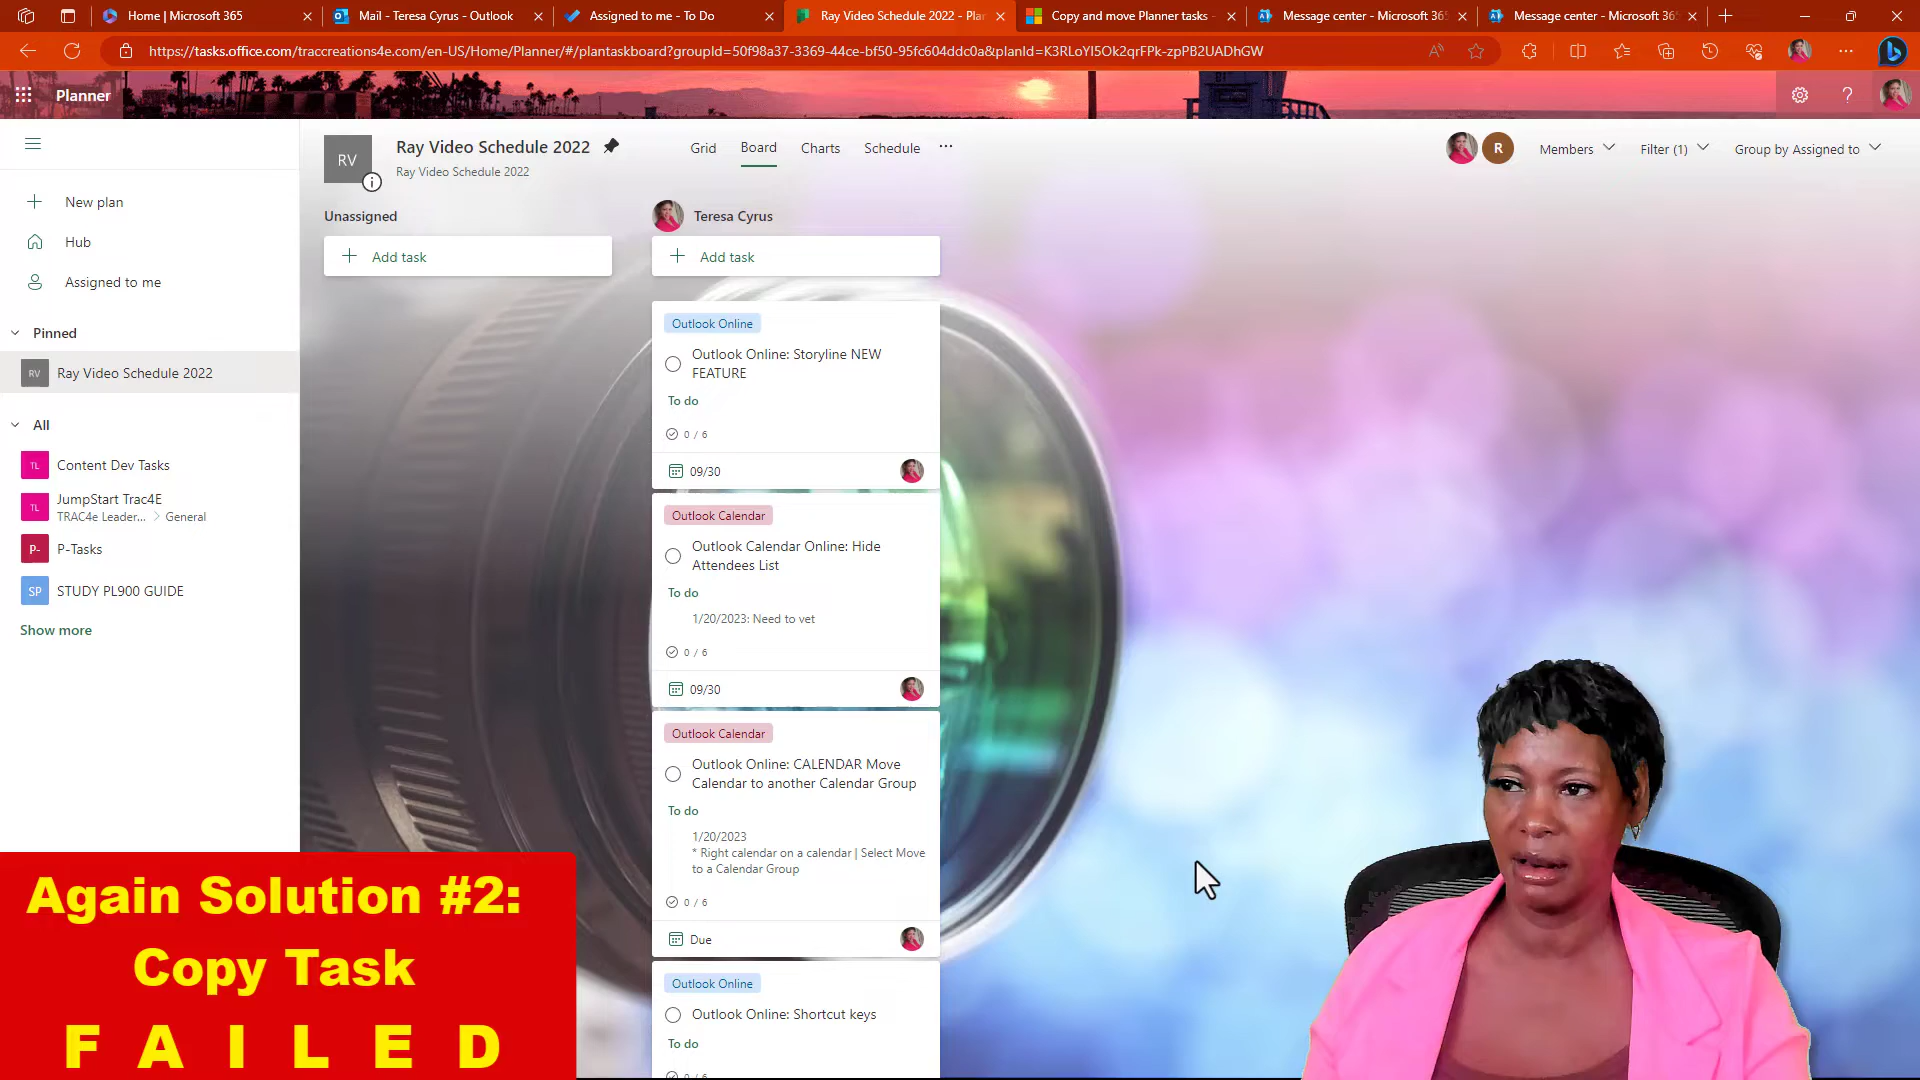 Home | Microsoft 365
Mail - Teresa Cyrus - Outlook
Assigned to me - To Do
Ray Video Schedule 2022 - Plan
Copy and move Planner tasks -
Message center - Microsoft 365
Message center - Microsoft 365
https://tasks.office.com/traccreations4e.com/en-US/Home/Planner/#/plantaskboard?groupId=50f98a37-3369-44ce-bf50-95fc604ddc0a&planId=K3RLoYI5Ok2qrFPk-zpPB2UADhGW
Planner
RV
Ray Video Schedule 2022
Ray Video Schedule 2022
Grid
Board
Charts
Schedule
R
Members
Filter (1)
Group by Assigned to
New plan
Hub
Assigned to me
Pinned
RV Ray Video Schedule 2022
All
TL Content Dev Tasks
TL JumpStart Trac4E
TRAC4e Leader... > General
P- P-Tasks
SP STUDY PL900 GUIDE
Show more
Unassigned
Add task
Teresa Cyrus
Add task
Outlook Online
Outlook Online: Storyline NEW
FEATURE
To do
0 / 6
09/30
Outlook Calendar
Outlook Calendar Online: Hide
Attendees List
To do
1/20/2023: Need to vet
0 / 6
09/30
Outlook Calendar
Outlook Online: CALENDAR Move
Calendar to another Calendar Group
To do
1/20/2023
* Right calendar on a calendar | Select Move
to a Calendar Group
0 / 6
Due
Outlook Online
Outlook Online: Shortcut keys
To do
0 / 6
Again Solution #2:
Copy Task
F A I L E D